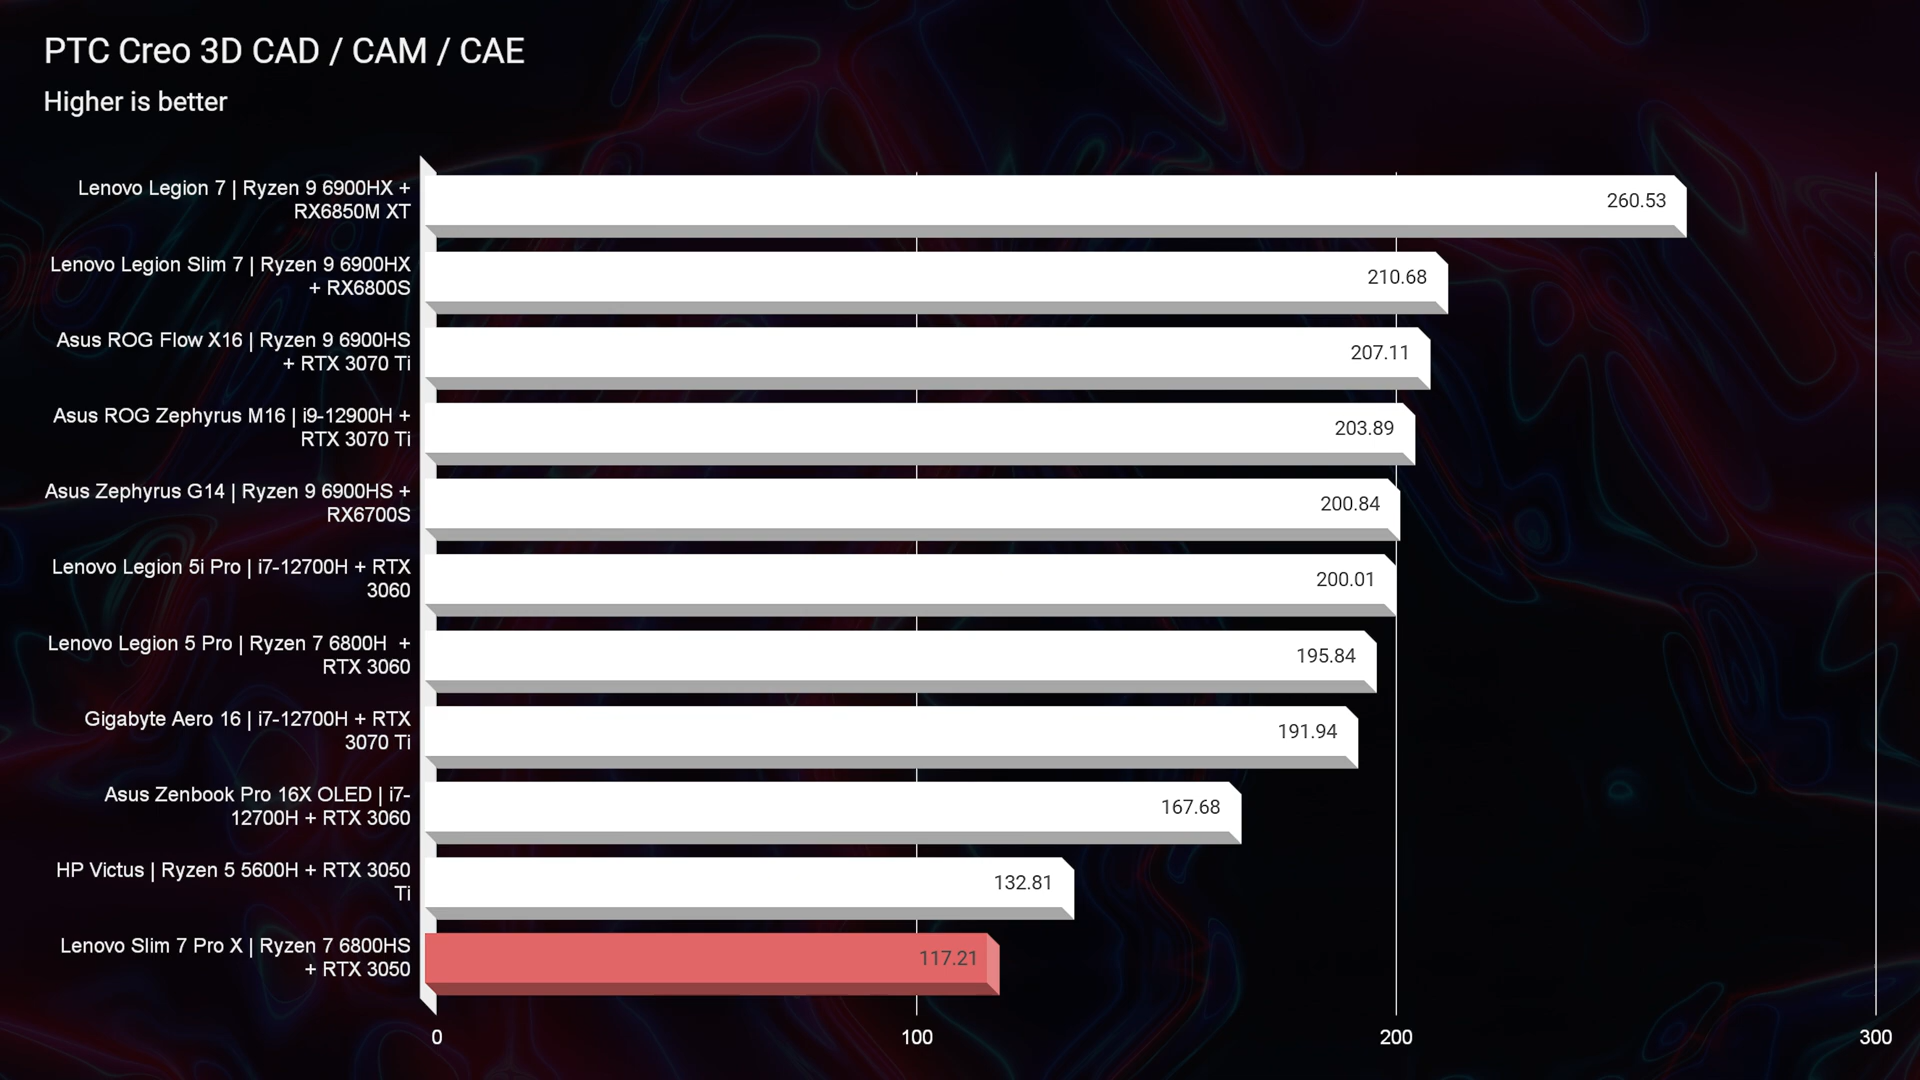 PTC Creo 3D CAD / CAM / CAE
Higher is better
Lenovo Legion 7 | Ryzen 9 6900HX +
RX6850M XT
260.53
Lenovo Legion Slim 7 | Ryzen 9 6900HX
+ RX6800S
210.68
Asus ROG Flow X16 | Ryzen 9 6900HS
+ RTX 3070 Ti
207.11
Asus ROG Zephyrus M16 | i9-12900H +
RTX 3070 Ti
203.89
Asus Zephyrus G14 | Ryzen 9 6900HS +
RX6700S
200.84
Lenovo Legion 5i Pro | i7-12700H + RTX
3060
200.01
Lenovo Legion 5 Pro | Ryzen 7 6800H  +
RTX 3060
195.84
Gigabyte Aero 16 | i7-12700H + RTX
3070 Ti
191.94
Asus Zenbook Pro 16X OLED | i7-
12700H + RTX 3060
167.68
HP Victus | Ryzen 5 5600H + RTX 3050
Ti
132.81
Lenovo Slim 7 Pro X | Ryzen 7 6800HS
+ RTX 3050
117.21
0 100 200 300